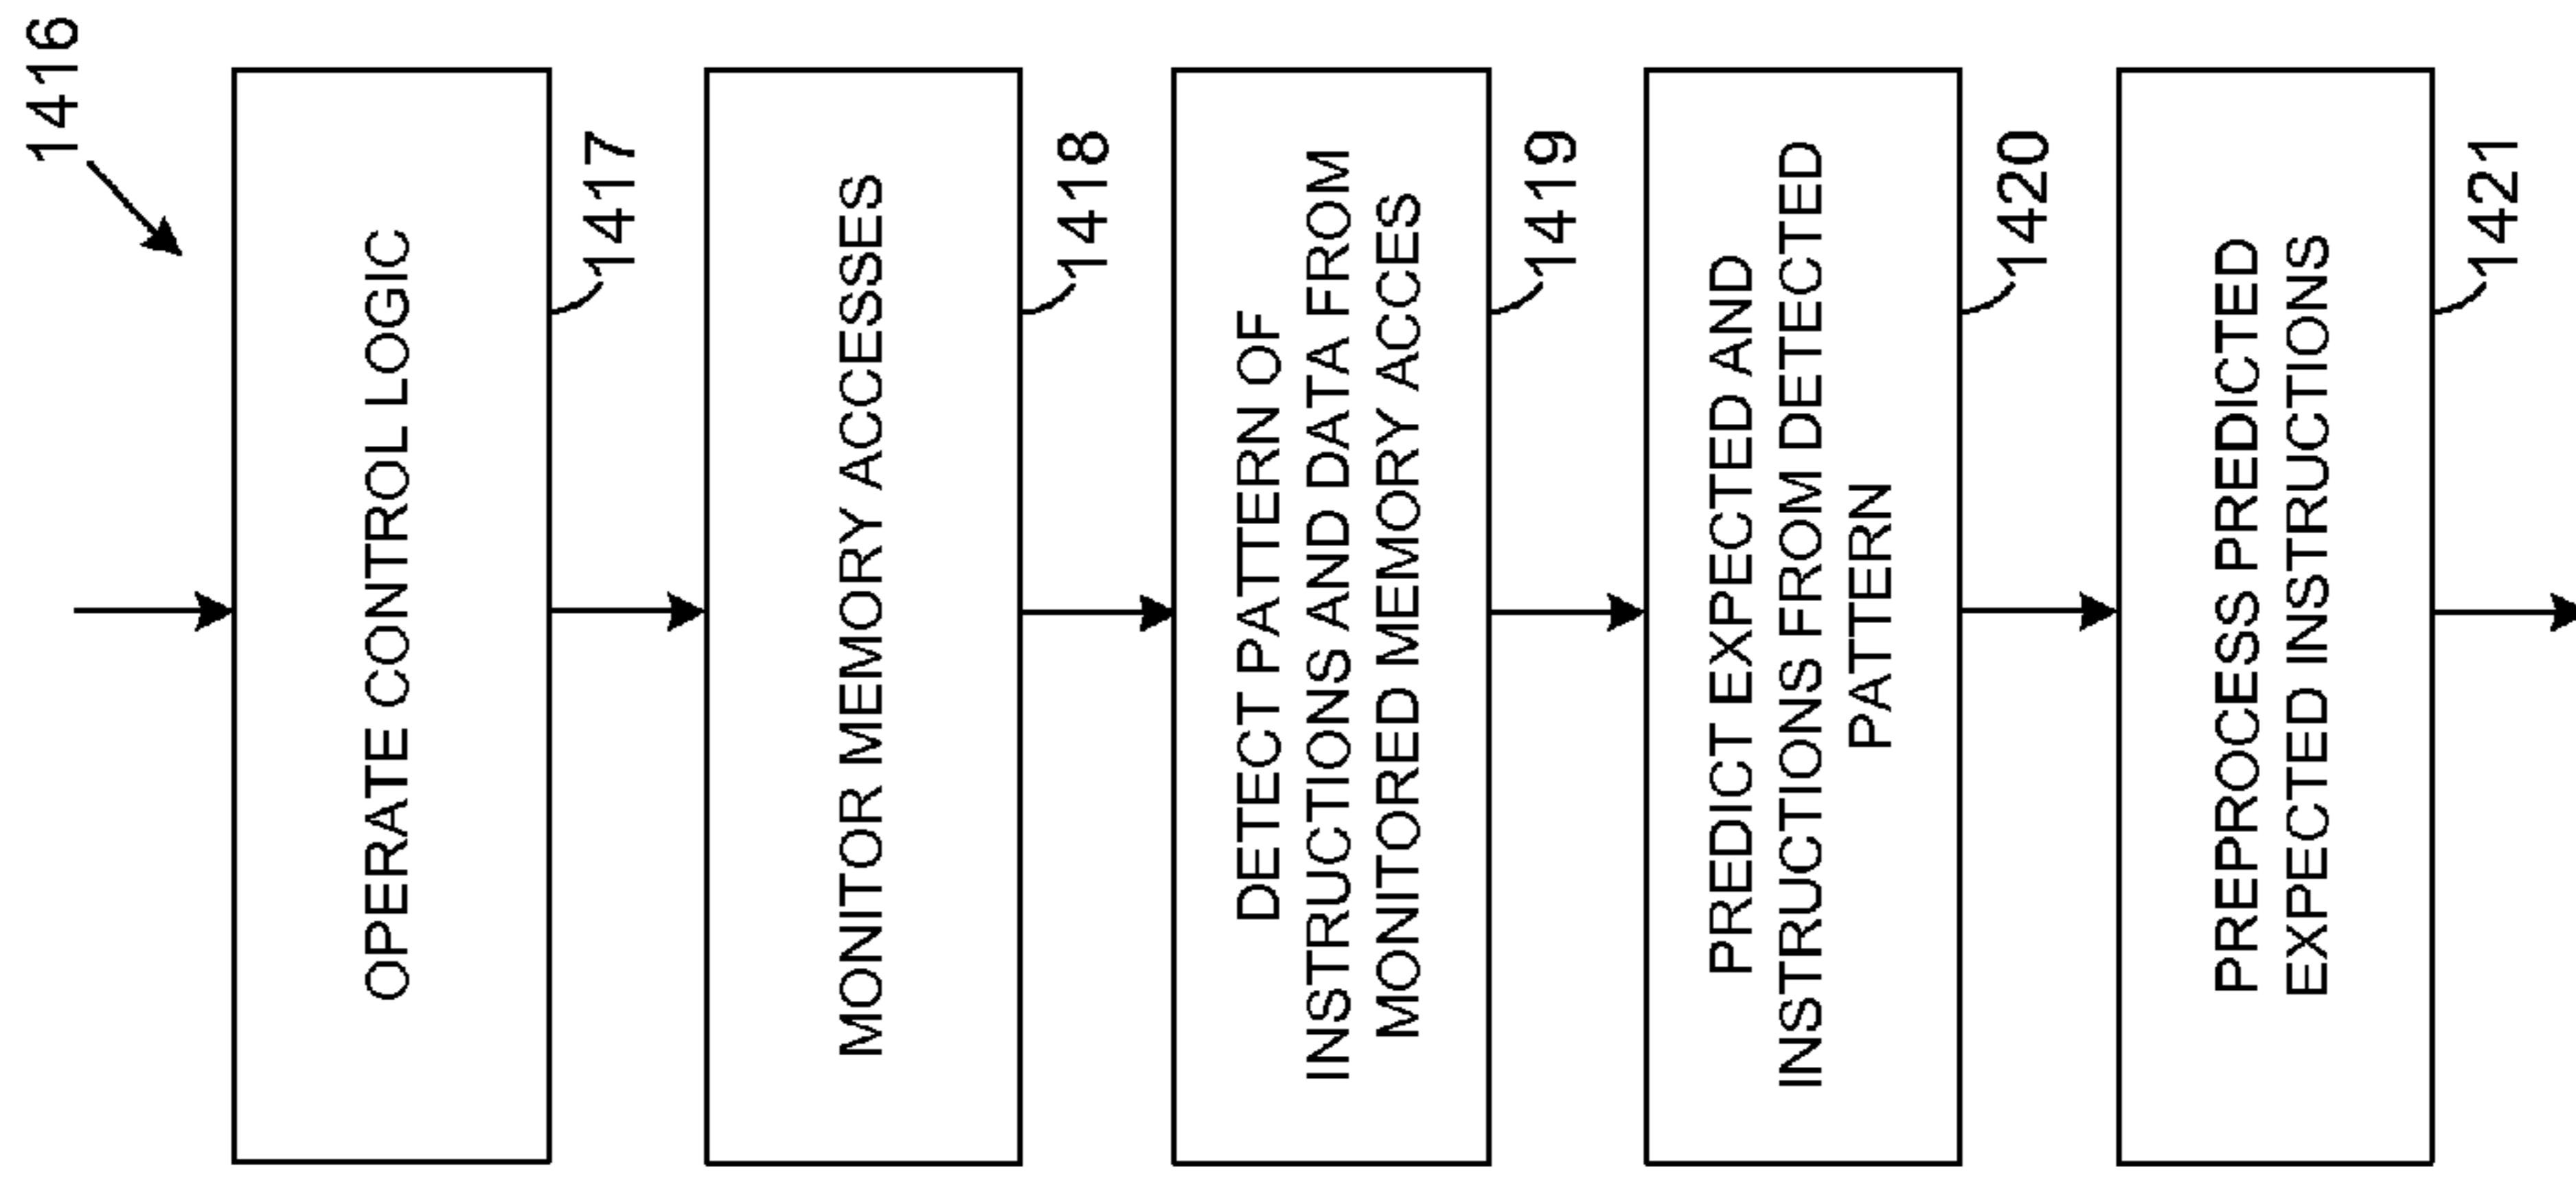 1416
OPERATE CONTROL LOGIC
1417
MONITOR MEMORY ACCESSES
1418
DETECT PATTERN OF
INSTRUCTIONS AND DATA FROM
MONITORED MEMORY ACCES
1419
PREDICT EXPECTED AND
INSTRUCTIONS FROM DETECTED
PATTERN
1420
PREPROCESS PREDICTED
EXPECTED INSTRUCTIONS
1421